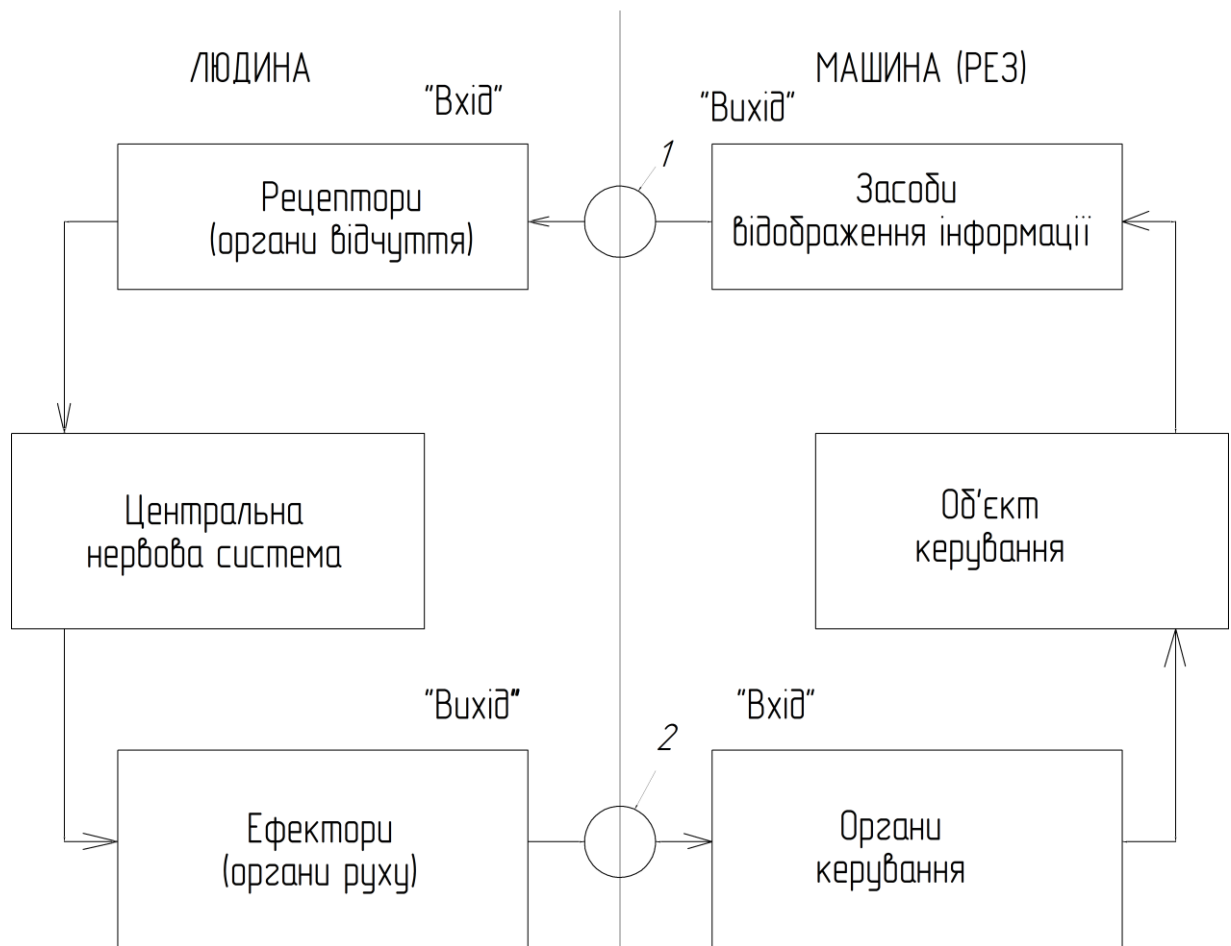 ЛЮДИНА
МАШИНА (РЕЗ)
"Вхід"
"Вихід"
1
Рецептори
(органи відчуття)
Засоби
відображення інформації
Центральна
нервова система
Об'єкт
керування
"Вихід"
"Вхід"
2
Ефектори
(органи руху)
Органи
керування